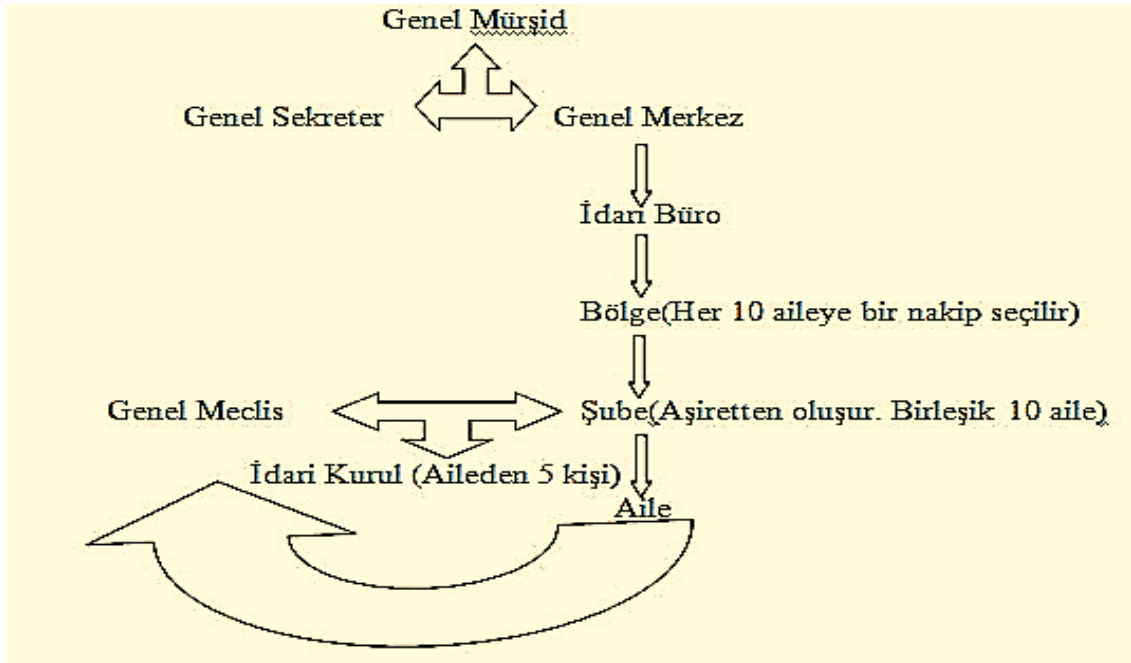 Genel Mürşid
Genel Sekreter
Genel Merkez
İdari Büro
Bölge(Her 10 aileye bir nakip seçilir)
Genel Meclis
Şube(Aşiretten oluşur. Birleşik 10 aile)
İdari Kurul (Aileden 5 kişi)
Aile